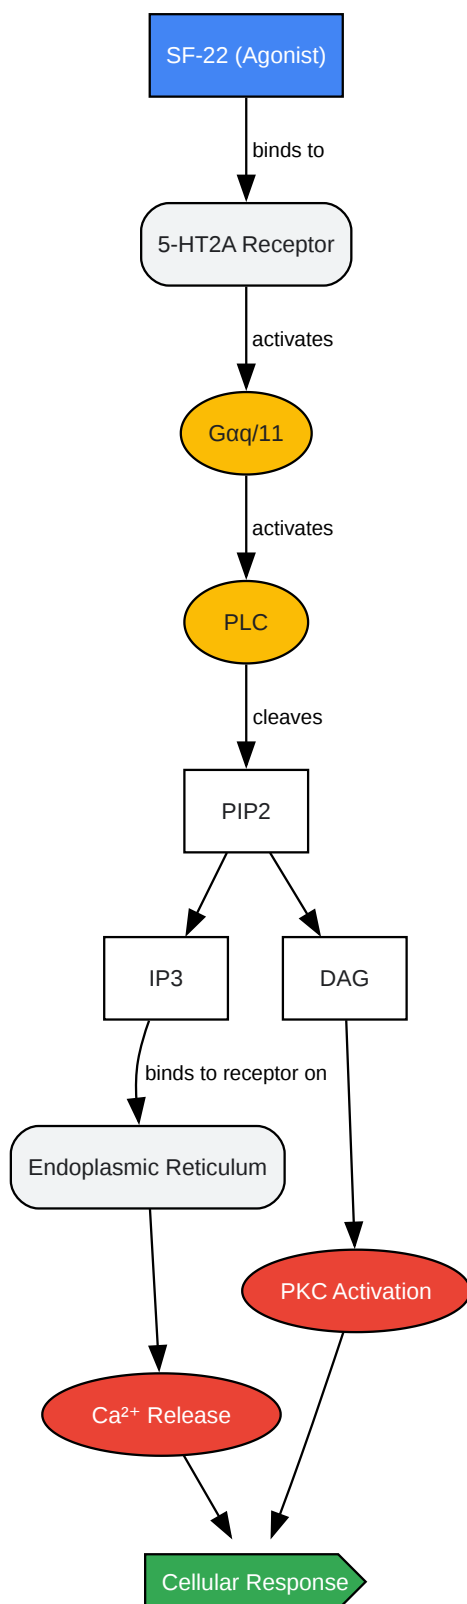 SF-22 (Agonist)
binds to
5-HT2A Receptor
activates
Gαq/11
activates
PLC
cleaves
PIP2
IP3
DAG
binds to receptor on
Endoplasmic Reticulum
PKC Activation
Ca²⁺ Release
Cellular Response